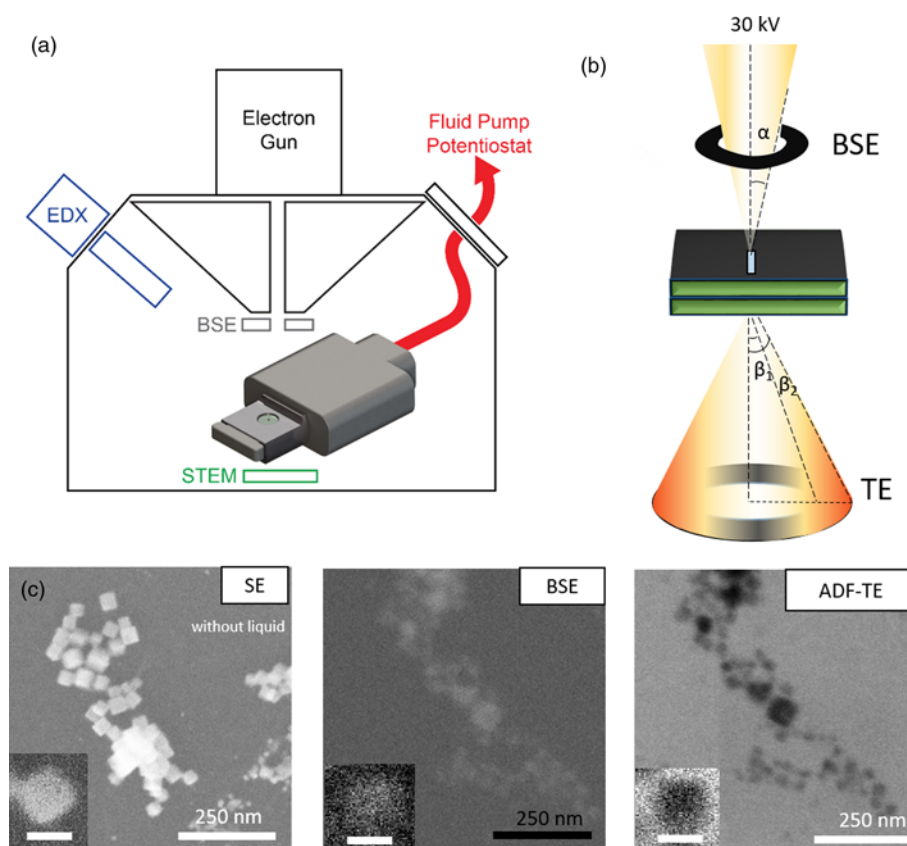 (a)
Electron
Gun
Fluid Pump
Potentiostat
EDX
BSE
STEM
(b)
30 kV
α
BSE
β1
β2
TE
(c)
SE
without liquid
250 nm
BSE
250 nm
ADF-TE
250 nm